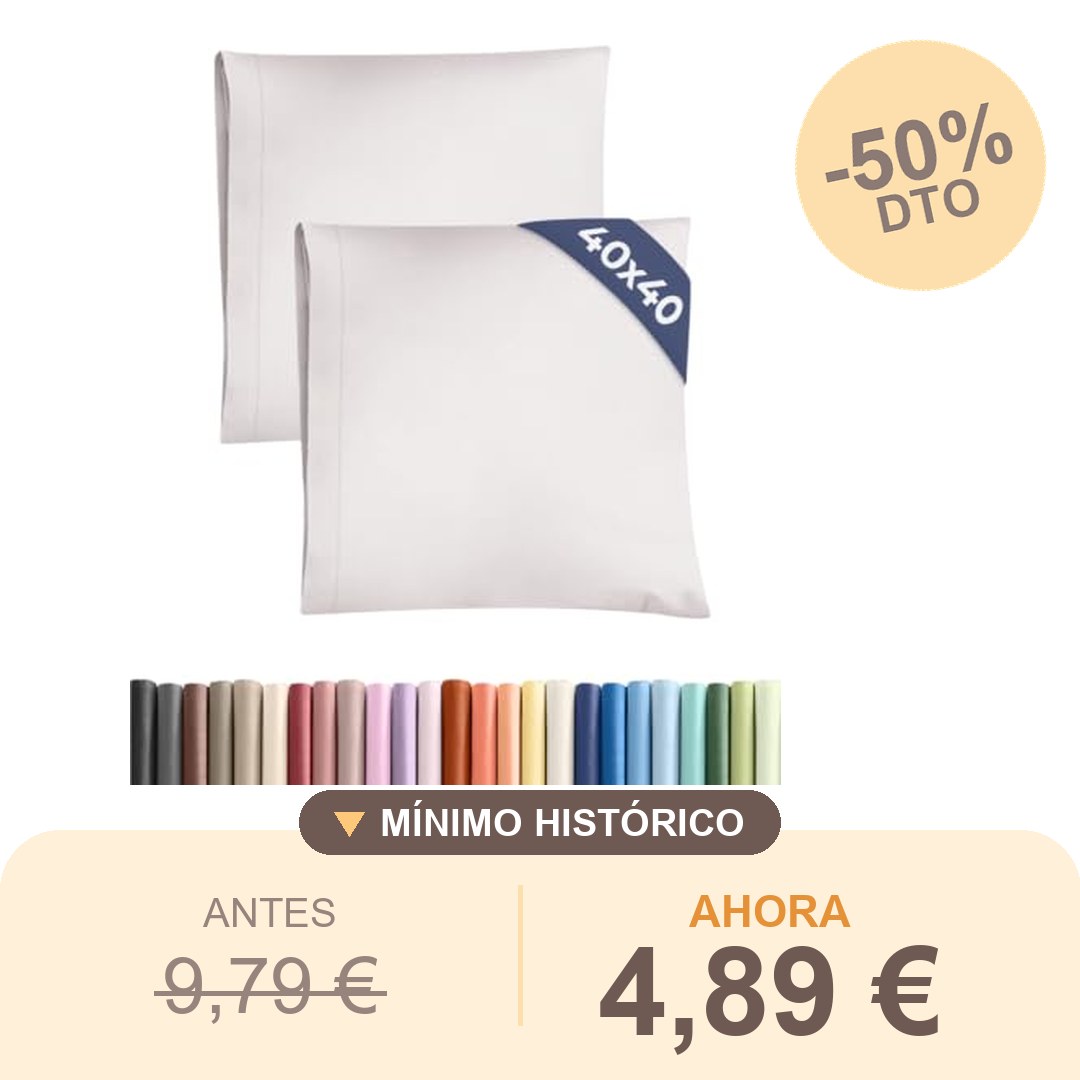 -50%
DTO
40x40
MÍNIMO HISTÓRICO
ANTES
AHORA
9,79 €
4,89 €